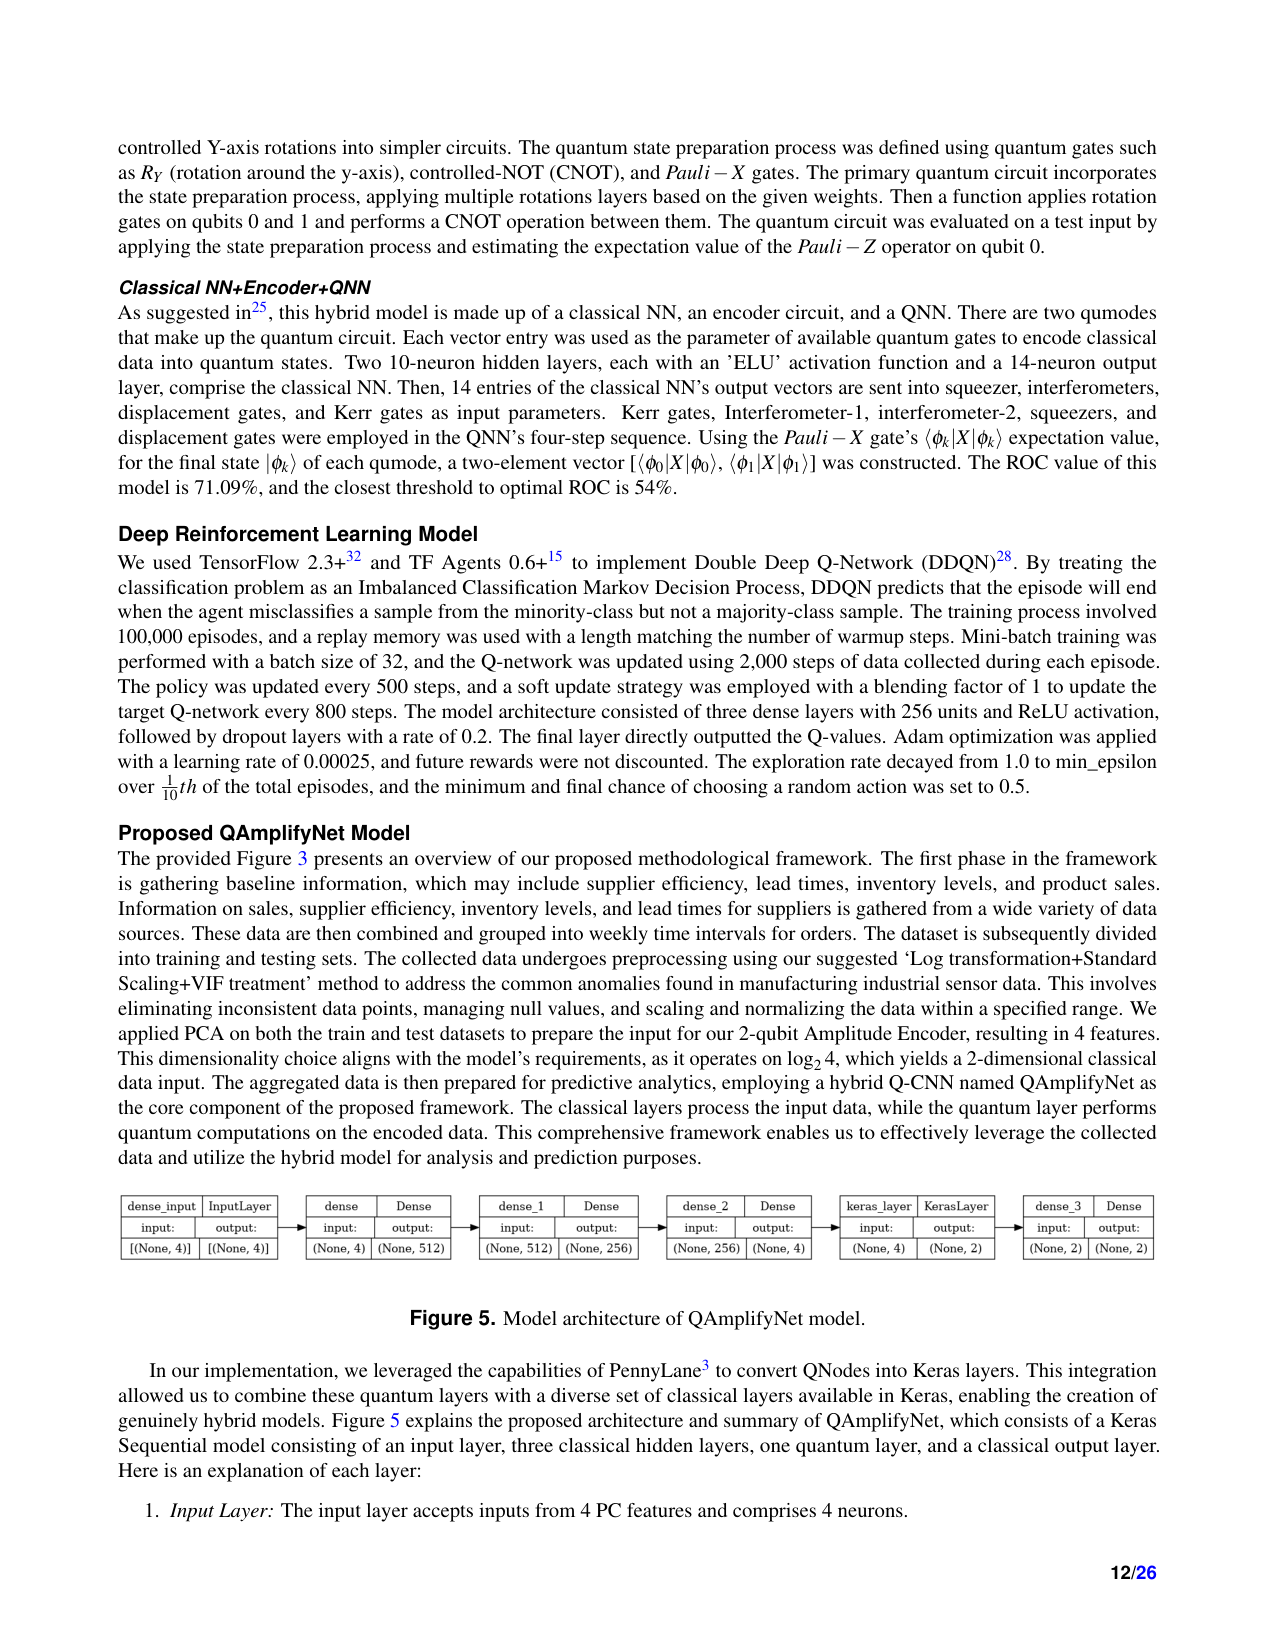 controlled Y-axis rotations into simpler circuits. The quantum state preparation process was defined using quantum gates such
as R_Y (rotation around the y-axis), controlled-NOT (CNOT), and Pauli − X gates. The primary quantum circuit incorporates
the state preparation process, applying multiple rotations layers based on the given weights. Then a function applies rotation
gates on qubits 0 and 1 and performs a CNOT operation between them. The quantum circuit was evaluated on a test input by
applying the state preparation process and estimating the expectation value of the Pauli − Z operator on qubit 0.
Classical NN+Encoder+QNN
As suggested in25, this hybrid model is made up of a classical NN, an encoder circuit, and a QNN. There are two qumodes
that make up the quantum circuit. Each vector entry was used as the parameter of available quantum gates to encode classical
data into quantum states. Two 10-neuron hidden layers, each with an 'ELU' activation function and a 14-neuron output
layer, comprise the classical NN. Then, 14 entries of the classical NN's output vectors are sent into squeezer, interferometers,
displacement gates, and Kerr gates as input parameters. Kerr gates, Interferometer-1, interferometer-2, squeezers, and
displacement gates were employed in the QNN's four-step sequence. Using the Pauli − X gate's ⟨ϕk|X|ϕk⟩ expectation value,
for the final state |ϕk⟩ of each qumode, a two-element vector [⟨ϕ0|X|ϕ0⟩, ⟨ϕ1|X|ϕ1⟩] was constructed. The ROC value of this
model is 71.09%, and the closest threshold to optimal ROC is 54%.
Deep Reinforcement Learning Model
We used TensorFlow 2.3+32 and TF Agents 0.6+15 to implement Double Deep Q-Network (DDQN)28. By treating the
classification problem as an Imbalanced Classification Markov Decision Process, DDQN predicts that the episode will end
when the agent misclassifies a sample from the minority-class but not a majority-class sample. The training process involved
100,000 episodes, and a replay memory was used with a length matching the number of warmup steps. Mini-batch training was
performed with a batch size of 32, and the Q-network was updated using 2,000 steps of data collected during each episode.
The policy was updated every 500 steps, and a soft update strategy was employed with a blending factor of 1 to update the
target Q-network every 800 steps. The model architecture consisted of three dense layers with 256 units and ReLU activation,
followed by dropout layers with a rate of 0.2. The final layer directly outputted the Q-values. Adam optimization was applied
with a learning rate of 0.00025, and future rewards were not discounted. The exploration rate decayed from 1.0 to min_epsilon
over 1/10 th of the total episodes, and the minimum and final chance of choosing a random action was set to 0.5.
Proposed QAmplifyNet Model
The provided Figure 3 presents an overview of our proposed methodological framework. The first phase in the framework
is gathering baseline information, which may include supplier efficiency, lead times, inventory levels, and product sales.
Information on sales, supplier efficiency, inventory levels, and lead times for suppliers is gathered from a wide variety of data
sources. These data are then combined and grouped into weekly time intervals for orders. The dataset is subsequently divided
into training and testing sets. The collected data undergoes preprocessing using our suggested 'Log transformation+Standard
Scaling+VIF treatment' method to address the common anomalies found in manufacturing industrial sensor data. This involves
eliminating inconsistent data points, managing null values, and scaling and normalizing the data within a specified range. We
applied PCA on both the train and test datasets to prepare the input for our 2-qubit Amplitude Encoder, resulting in 4 features.
This dimensionality choice aligns with the model's requirements, as it operates on log2 4, which yields a 2-dimensional classical
data input. The aggregated data is then prepared for predictive analytics, employing a hybrid Q-CNN named QAmplifyNet as
the core component of the proposed framework. The classical layers process the input data, while the quantum layer performs
quantum computations on the encoded data. This comprehensive framework enables us to effectively leverage the collected
data and utilize the hybrid model for analysis and prediction purposes.
dense_input InputLayer dense Dense dense_1 Dense dense_2 Dense keras_layer KerasLayer dense_3 Dense
input: output: input: output: input: output: input: output: input: output: input: output:
[(None, 4)] [(None, 4)] (None, 4) (None, 512) (None, 512) (None, 256) (None, 256) (None, 4) (None, 4) (None, 2) (None, 2) (None, 2)
Figure 5. Model architecture of QAmplifyNet model.
In our implementation, we leveraged the capabilities of PennyLane3 to convert QNodes into Keras layers. This integration
allowed us to combine these quantum layers with a diverse set of classical layers available in Keras, enabling the creation of
genuinely hybrid models. Figure 5 explains the proposed architecture and summary of QAmplifyNet, which consists of a Keras
Sequential model consisting of an input layer, three classical hidden layers, one quantum layer, and a classical output layer.
Here is an explanation of each layer:
1. Input Layer: The input layer accepts inputs from 4 PC features and comprises 4 neurons.
12/26